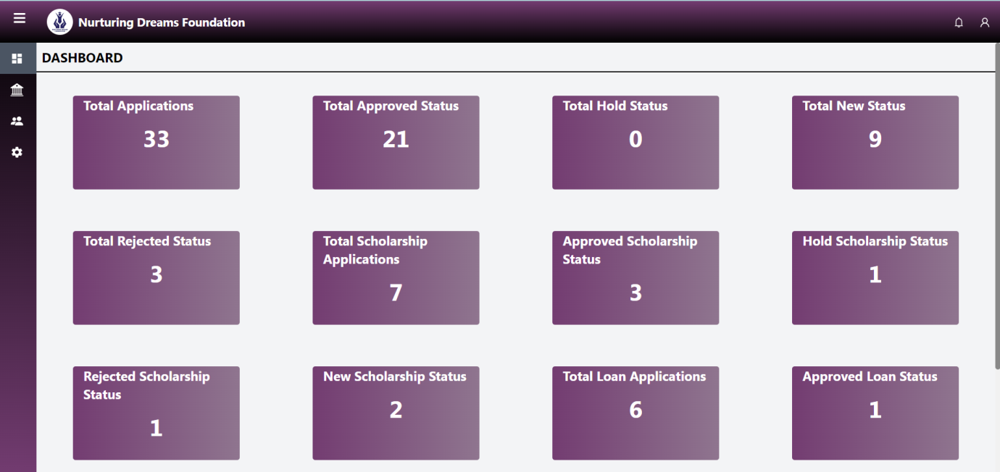 Nurturing Dreams Foundation
DASHBOARD
Total Applications
33
Total Approved Status
21
Total Hold Status
0
Total New Status
9
Total Rejected Status
3
Total Scholarship
Applications
7
Approved Scholarship
Status
3
Hold Scholarship Status
1
Rejected Scholarship
Status
1
New Scholarship Status
2
Total Loan Applications
6
Approved Loan Status
1